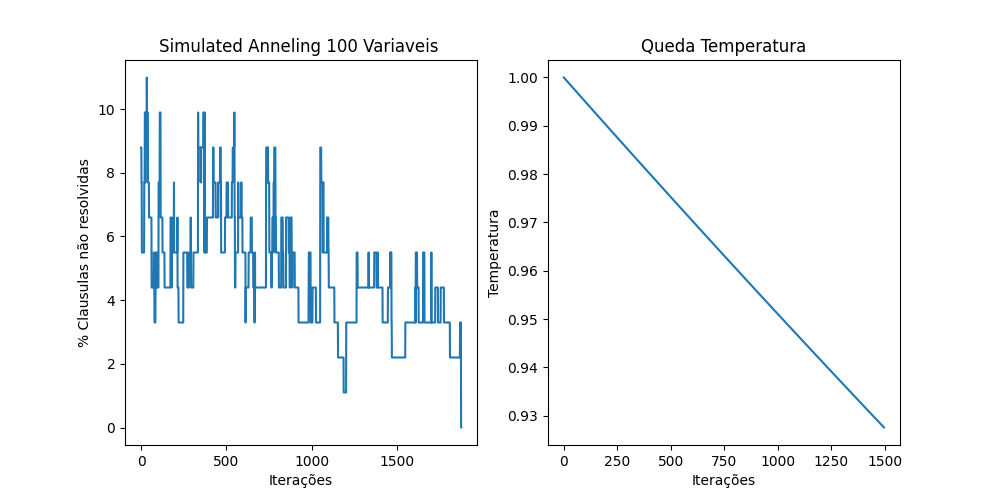 Simulated Anneling 100 Variaveis
% Clausulas não resolvidas
10
8
6
4
2
0
0 500 1000 1500
Iterações
Queda Temperatura
Temperatura
1.00
0.99
0.98
0.97
0.96
0.95
0.94
0.93
0 250 500 750 1000 1250 1500
Iterações